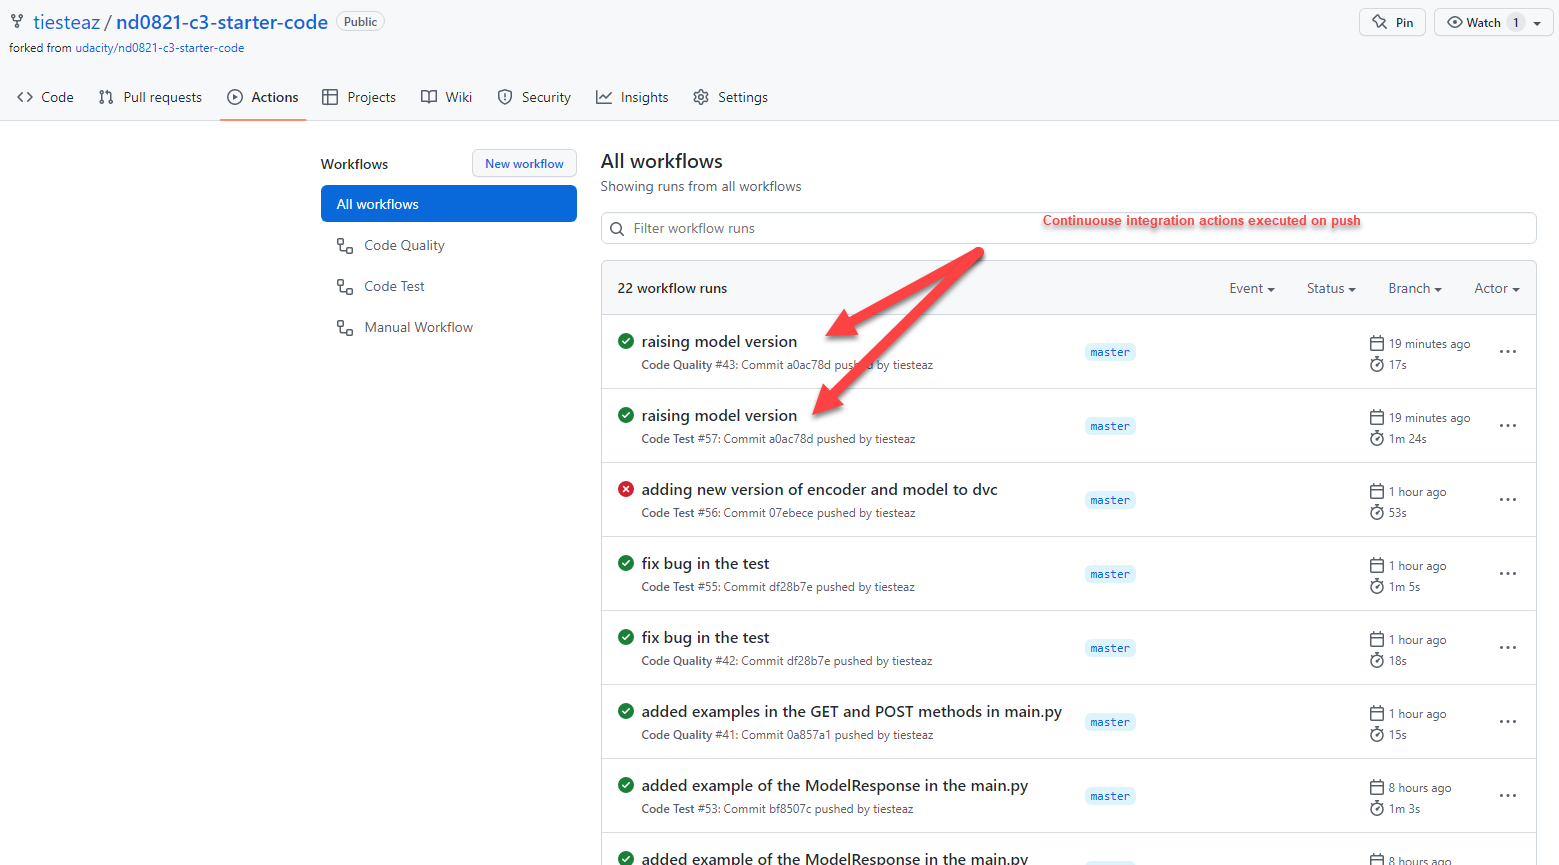 tiesteaz / nd0821-c3-starter-code Public Pin Watch 1
forked from udacity/nd0821-c3-starter-code
Code Pull requests Actions Projects Wiki Security Insights Settings
Workflows New workflow
All workflows
Code Quality
Code Test
Manual Workflow
All workflows
Showing runs from all workflows
Filter workflow runs
Continuouse integration actions executed on push
22 workflow runs Event Status Branch Actor
raising model version
Code Quality #43: Commit a0ac78d pushed by tiesteaz
master
19 minutes ago
17s
raising model version
Code Test #57: Commit a0ac78d pushed by tiesteaz
master
19 minutes ago
1m 24s
adding new version of encoder and model to dvc
Code Test #56: Commit 07ebece pushed by tiesteaz
master
1 hour ago
53s
fix bug in the test
Code Test #55: Commit df28b7e pushed by tiesteaz
master
1 hour ago
1m 5s
fix bug in the test
Code Quality #42: Commit df28b7e pushed by tiesteaz
master
1 hour ago
18s
added examples in the GET and POST methods in main.py
Code Quality #41: Commit 0a857a1 pushed by tiesteaz
master
1 hour ago
15s
added example of the ModelResponse in the main.py
Code Test #53: Commit bf8507c pushed by tiesteaz
master
8 hours ago
1m 3s
added example of the ModelResponse in the main.py
8 hours ago